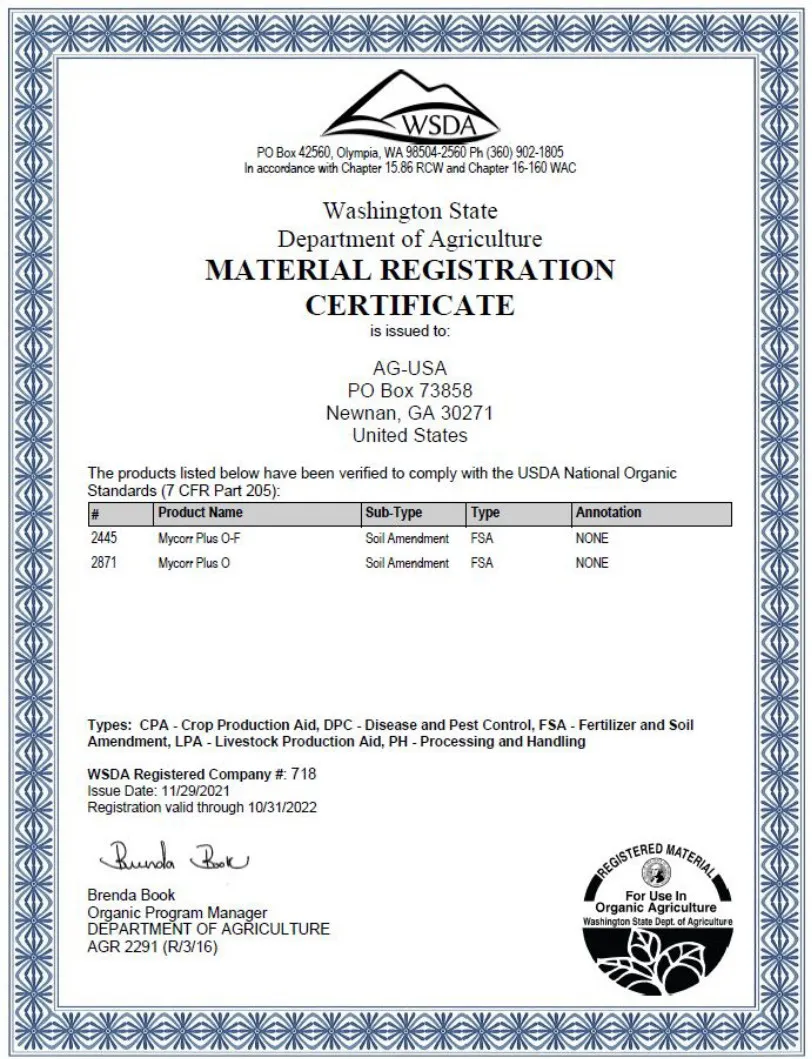 WSDA
PO Box 42560, Olympia, WA 98504-2560 Ph (360) 902-1805
In accordance with Chapter 15.86 RCW and Chapter 16-160 WAC
Washington State
Department of Agriculture
MATERIAL REGISTRATION
CERTIFICATE
is issued to:
AG-USA
PO Box 73858
Newnan, GA 30271
United States
The products listed below have been verified to comply with the USDA National Organic
Standards (7 CFR Part 205):
# Product Name Sub-Type Type Annotation
2445 Mycorr Plus O-F Soil Amendment FSA NONE
2871 Mycorr Plus O Soil Amendment FSA NONE
Types: CPA - Crop Production Aid, DPC - Disease and Pest Control, FSA - Fertilizer and Soil
Amendment, LPA - Livestock Production Aid, PH - Processing and Handling
WSDA Registered Company #: 718
Issue Date: 11/29/2021
Registration valid through 10/31/2022
Brenda Book
Brenda Book
Organic Program Manager
DEPARTMENT OF AGRICULTURE
AGR 2291 (R/3/16)
REGISTERED MATERIAL
For Use In
Organic Agriculture
Washington State Dept. of Agriculture